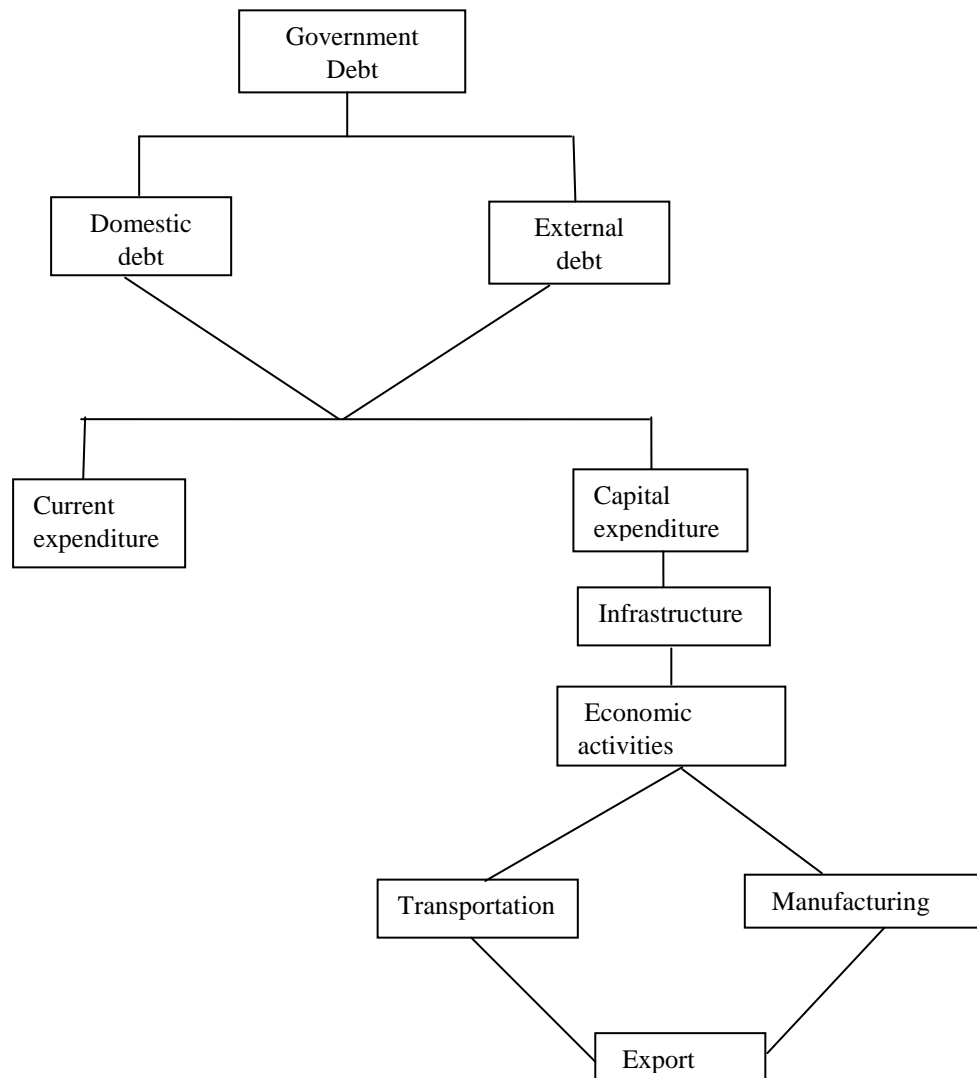 Government
Debt
Domestic
debt
External
debt
Current
expenditure
Capital
expenditure
Infrastructure
Economic
activities
Transportation
Manufacturing
Export